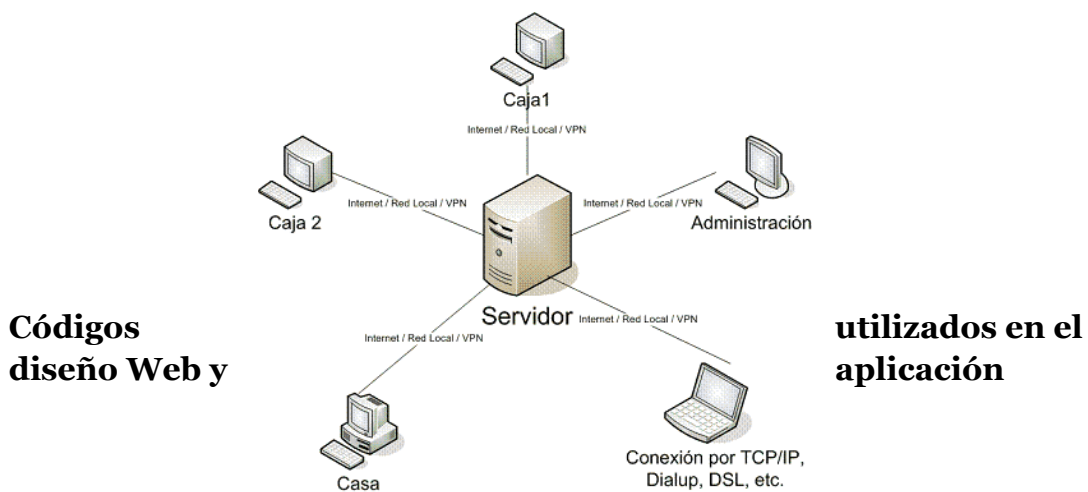 Caja1
Internet / Red Local / VPN
Internet / Red Local / VPN
Internet / Red Local / VPN
Caja 2
Administración
Servidor
Internet / Red Local / VPN
Internet / Red Local / VPN
Códigos utilizados en el
diseño Web y aplicación
Conexión por TCP/IP,
Dialup, DSL, etc.
Casa